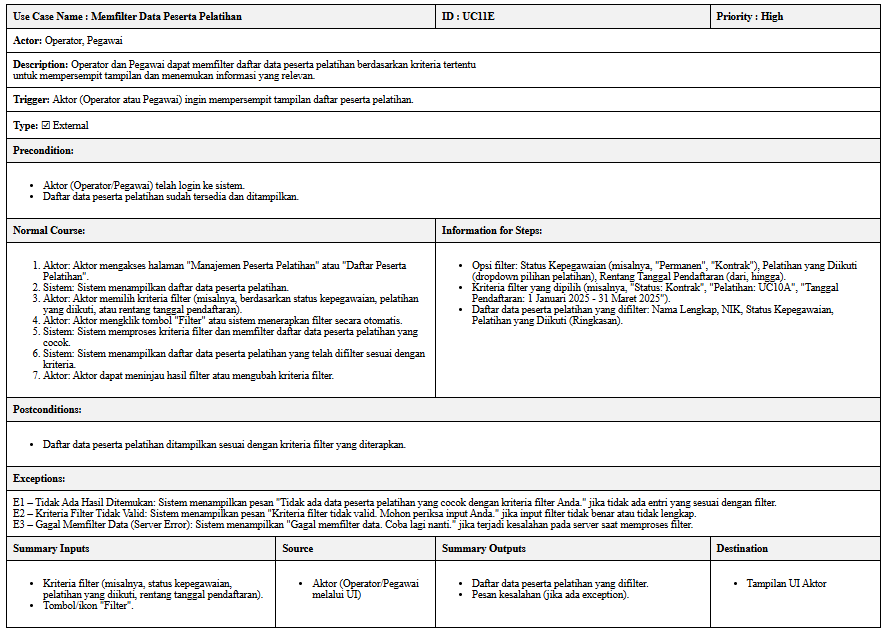 Use Case Name : Memfilter Data Peserta Pelatihan
ID : UC11E
Priority : High
Actor: Operator, Pegawai
Description: Operator dan Pegawai dapat memfilter daftar data peserta pelatihan berdasarkan kriteria tertentu
untuk mempersempit tampilan dan menemukan informasi yang relevan.
Trigger: Aktor (Operator atau Pegawai) ingin mempersempit tampilan daftar peserta pelatihan.
Type: ☑ External
Precondition:
• Aktor (Operator/Pegawai) telah login ke sistem.
• Daftar data peserta pelatihan sudah tersedia dan ditampilkan.
Normal Course:
1. Aktor: Aktor mengakses halaman "Manajemen Peserta Pelatihan" atau "Daftar Peserta
Pelatihan".
2. Sistem: Sistem menampilkan daftar data peserta pelatihan.
3. Aktor: Aktor memilih kriteria filter (misalnya, berdasarkan status kepegawaian, pelatihan
yang diikuti, atau rentang tanggal pendaftaran).
4. Aktor: Aktor mengklik tombol "Filter" atau sistem menerapkan filter secara otomatis.
5. Sistem: Sistem memproses kriteria filter dan memfilter daftar data peserta pelatihan yang
cocok.
6. Sistem: Sistem menampilkan daftar data peserta pelatihan yang telah difilter sesuai dengan
kriteria.
7. Aktor: Aktor dapat meninjau hasil filter atau mengubah kriteria filter.
Information for Steps:
• Opsi filter: Status Kepegawaian (misalnya, "Permanen", "Kontrak"), Pelatihan yang Diikuti
(dropdown pilihan pelatihan), Rentang Tanggal Pendaftaran (dari, hingga).
• Kriteria filter yang dipilih (misalnya, "Status: Kontrak", "Pelatihan: UC10A", "Tanggal
Pendaftaran: 1 Januari 2025 - 31 Maret 2025").
• Daftar data peserta pelatihan yang difilter: Nama Lengkap, NIK, Status Kepegawaian,
Pelatihan yang Diikuti (Ringkasan).
Postconditions:
• Daftar data peserta pelatihan ditampilkan sesuai dengan kriteria filter yang diterapkan.
Exceptions:
E1 – Tidak Ada Hasil Ditemukan: Sistem menampilkan pesan "Tidak ada data peserta pelatihan yang cocok dengan kriteria filter Anda." jika tidak ada entri yang sesuai dengan filter.
E2 – Kriteria Filter Tidak Valid: Sistem menampilkan pesan "Kriteria filter tidak valid. Mohon periksa input Anda." jika input filter tidak benar atau tidak lengkap.
E3 – Gagal Memfilter Data (Server Error): Sistem menampilkan "Gagal memfilter data. Coba lagi nanti." jika terjadi kesalahan pada server saat memproses filter.
Summary Inputs
Source
Summary Outputs
Destination
• Kriteria filter (misalnya, status kepegawaian,
pelatihan yang diikuti, rentang tanggal pendaftaran).
• Tombol/ikon "Filter".
• Aktor (Operator/Pegawai
melalui UI)
• Daftar data peserta pelatihan yang difilter.
• Pesan kesalahan (jika ada exception).
• Tampilan UI Aktor